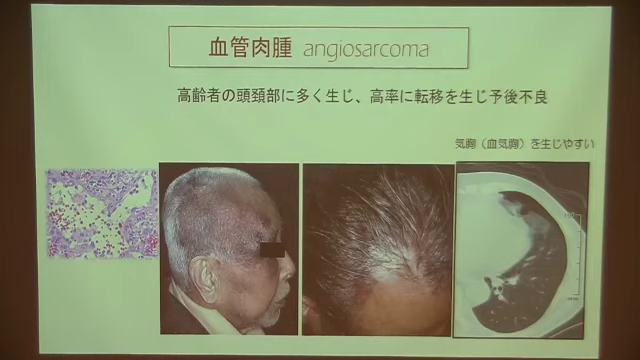 血管肉腫 angiosarcoma
高齢者の頭頚部に多く生じ、高率に転移を生じ予後不良
気胸（血気胸）を生じやすい